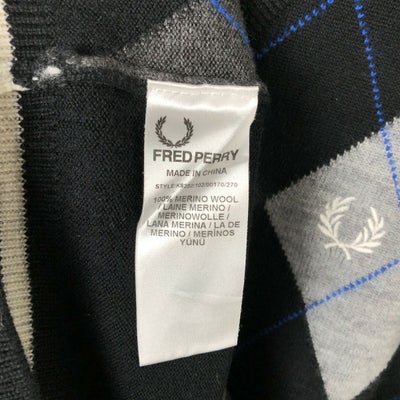 FRED PERRY
MADE IN CHINA
100% MERINO WOOL
/ LAINE MERINO /
MERINOWOLLE /
LANA MERINA / LA DE
MERINO / MERİNOS
YÜNÜ